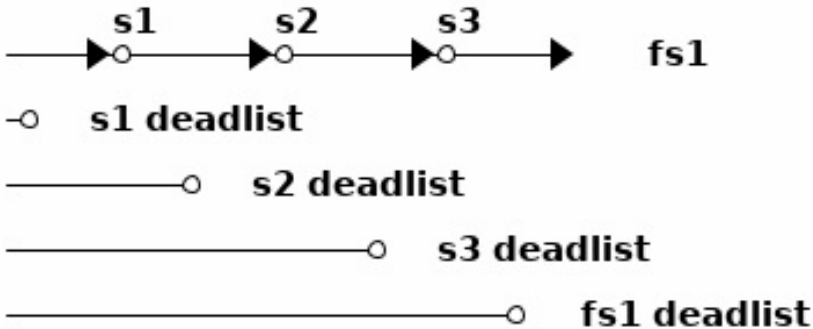 s1 s2 s3
fs1
s1 deadlist
s2 deadlist
s3 deadlist
fs1 deadlist